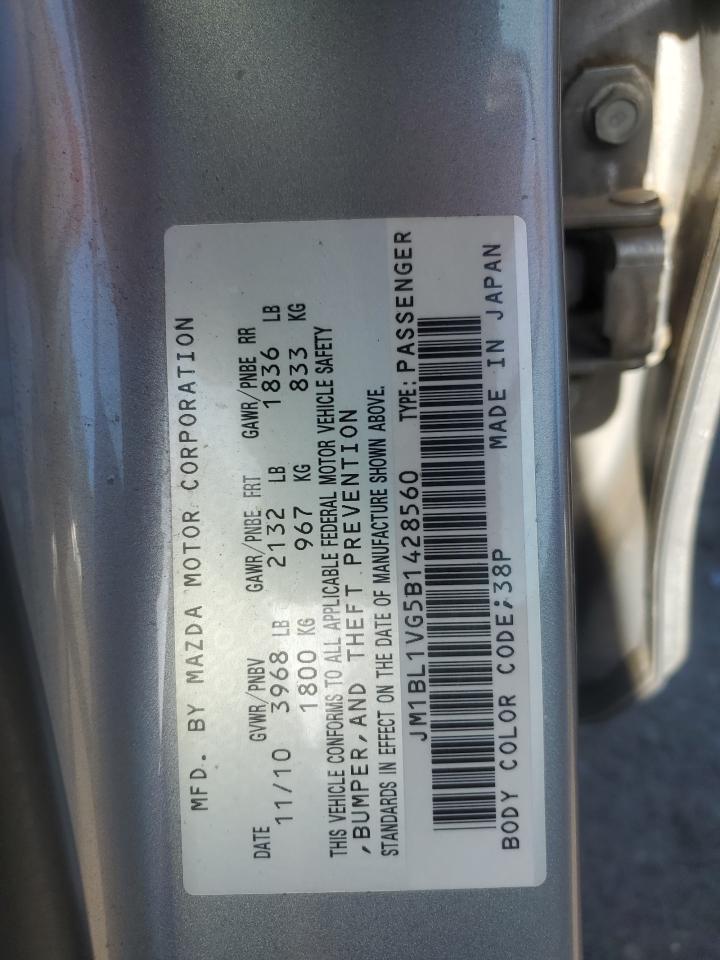 MFD. BY MAZDA MOTOR CORPORATION
DATE GVWR/PNBV GAWR/PNBE FRT GAWR/PNBE RR
11/10 3968 LB 2132 LB 1836 LB
1800 KG 967 KG 833 KG
THIS VEHICLE CONFORMS TO ALL APPLICABLE FEDERAL MOTOR VEHICLE SAFETY
,BUMPER,AND THEFT PREVENTION
STANDARDS IN EFFECT ON THE DATE OF MANUFACTURE SHOWN ABOVE.
JM1BL1VG5B1428560 TYPE: PASSENGER
BODY COLOR CODE:38P MADE IN JAPAN